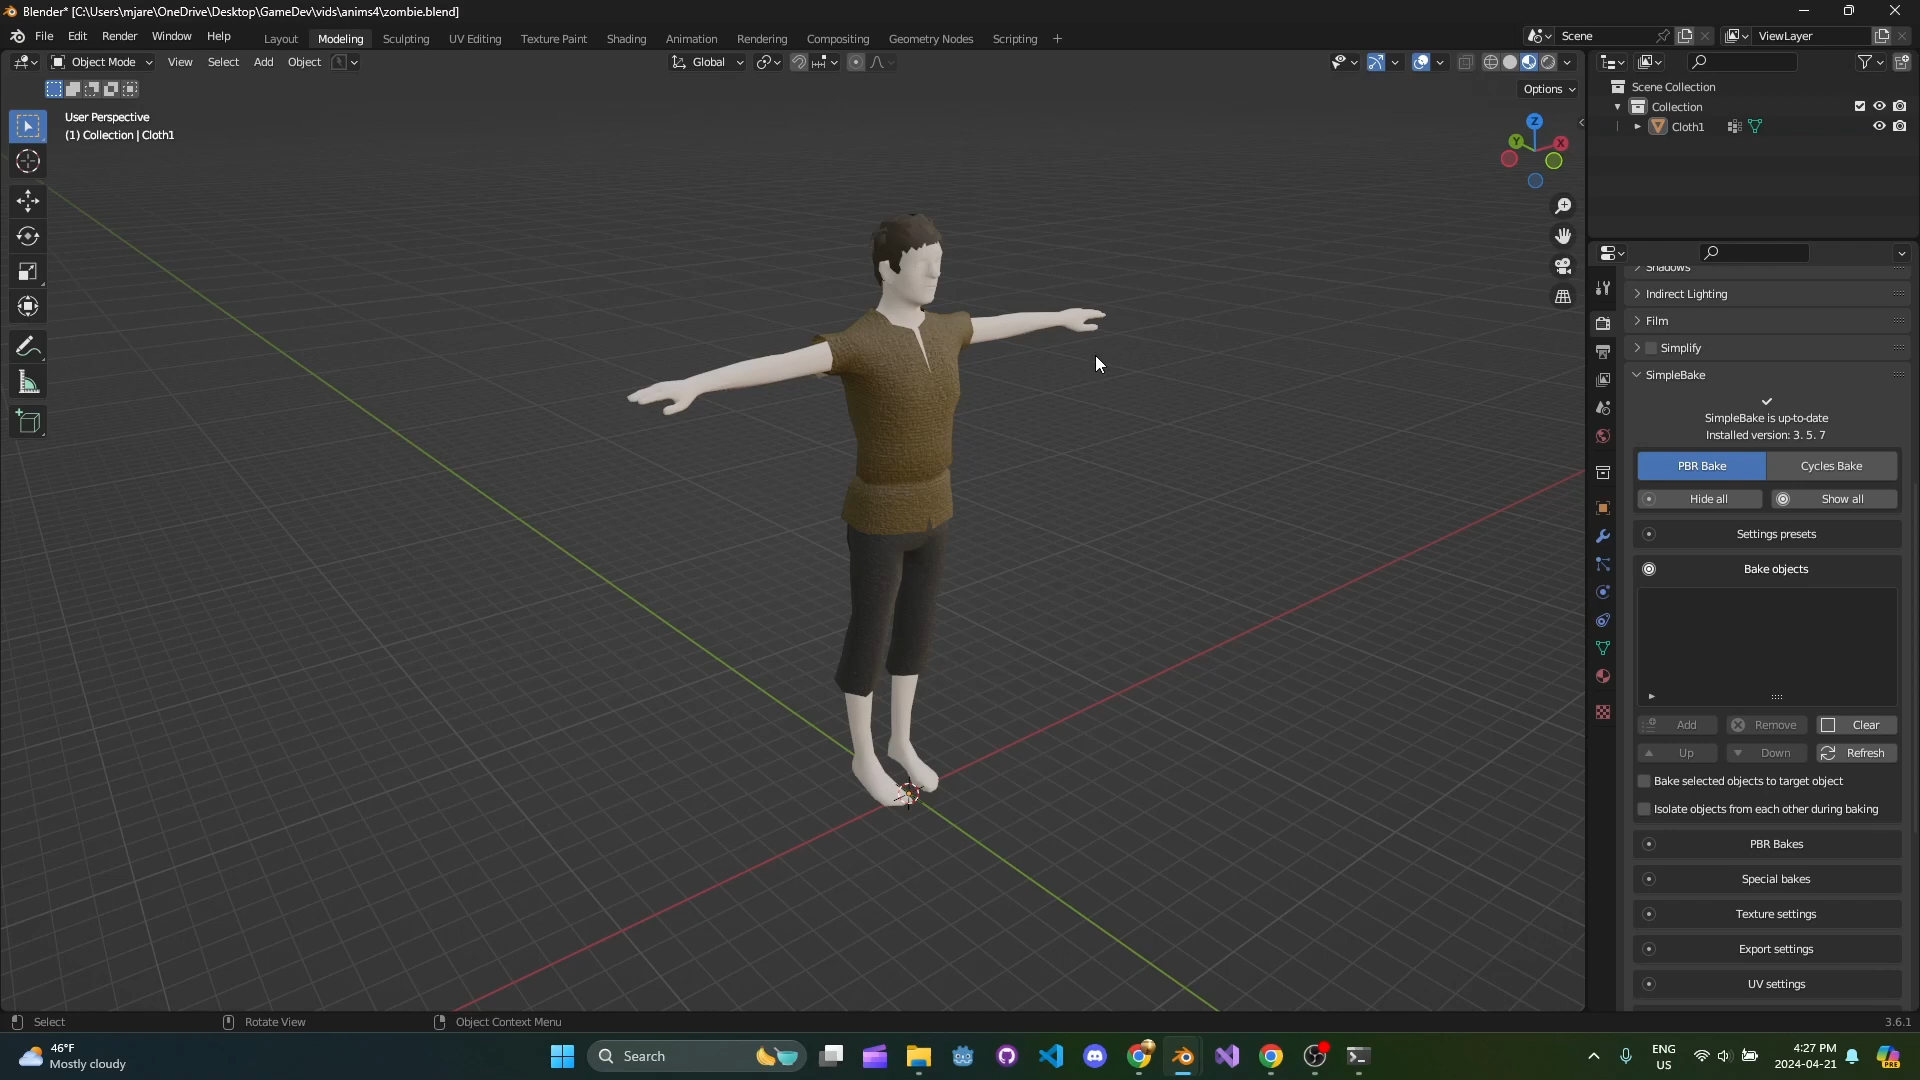 Blender* [C:\Users\mjare\OneDrive\Desktop\GameDev\vids\anims4\zombie.blend]
File Edit Render Window Help
Layout Modeling Sculpting UV Editing Texture Paint Shading Animation Rendering Compositing Geometry Nodes Scripting +
Scene
ViewLayer
Object Mode View Select Add Object
Global
Options
User Perspective
(1) Collection | Cloth1
Z
Y
X
Scene Collection
Collection
Cloth1
Shadows
Indirect Lighting
Film
Simplify
SimpleBake
SimpleBake is up-to-date
Installed version: 3. 5. 7
PBR Bake
Cycles Bake
Hide all
Show all
Settings presets
Bake objects
Add
Remove
Clear
Up
Down
Refresh
Bake selected objects to target object
Isolate objects from each other during baking
PBR Bakes
Special bakes
Texture settings
Export settings
UV settings
Select
Rotate View
Object Context Menu
3.6.1
46°F
Mostly cloudy
Search
ENG
US
4:27 PM
2024-04-21
PRE